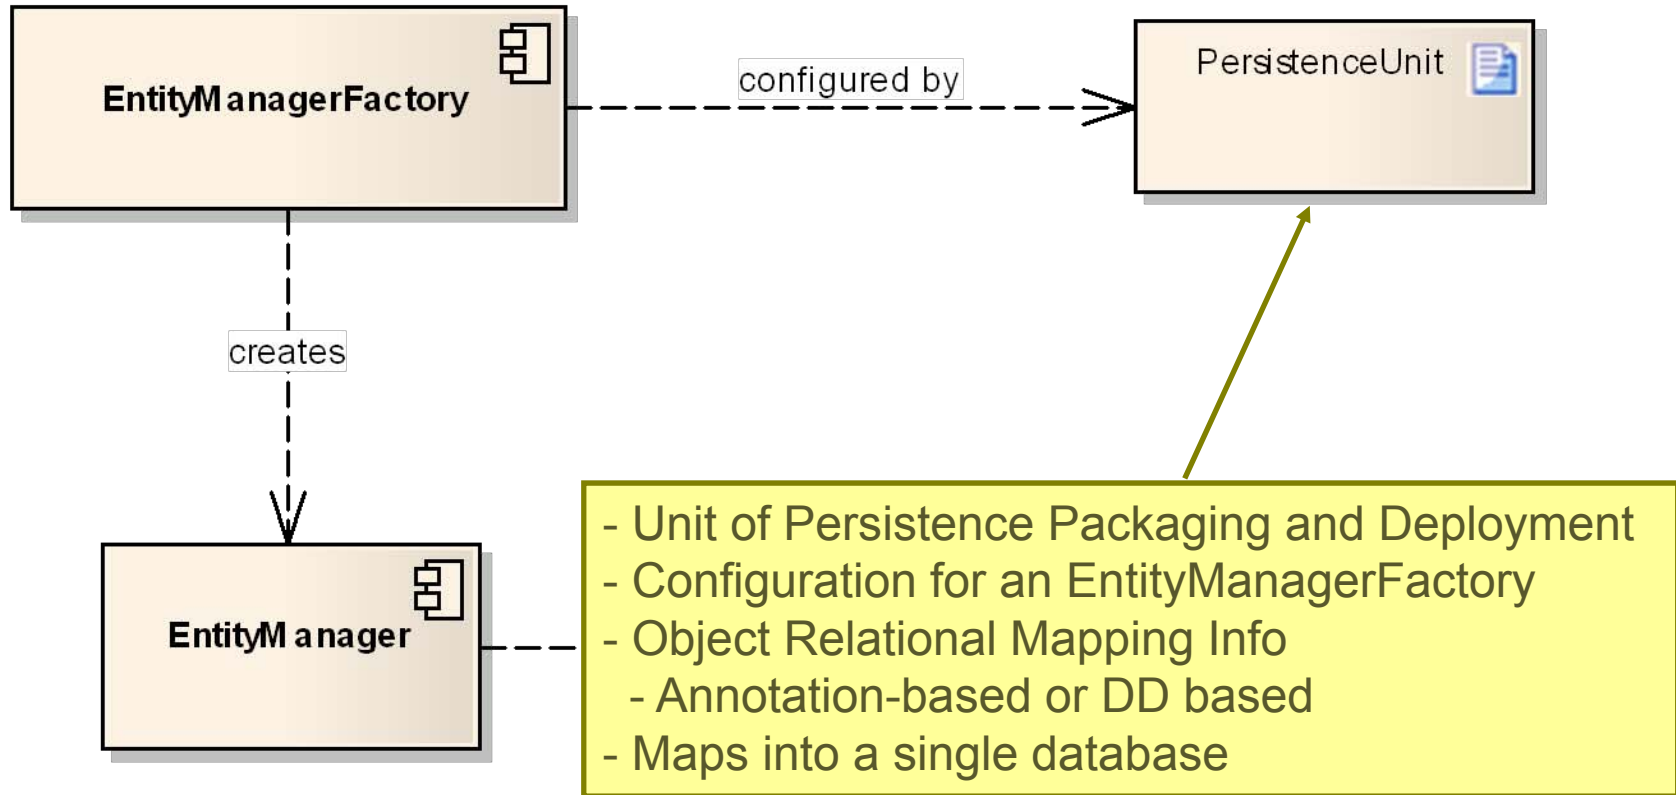 EntityManagerFactory
configured by
PersistenceUnit
creates
EntityManager
- Unit of Persistence Packaging and Deployment
- Configuration for an EntityManagerFactory
- Object Relational Mapping Info
- Annotation-based or DD based
- Maps into a single database